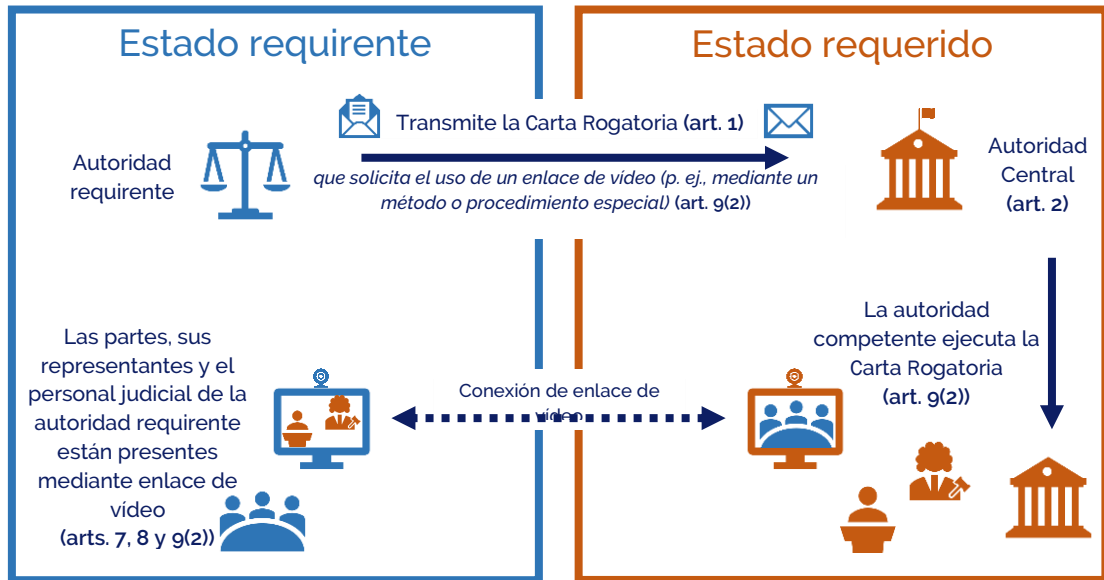 Estado requirente
Estado requerido
Transmite la Carta Rogatoria (art. 1)
que solicita el uso de un enlace de vídeo (p. ej., mediante un
método o procedimiento especial) (art. 9(2))
Autoridad
requirente
Autoridad
Central
(art. 2)
La autoridad
competente ejecuta la
Carta Rogatoria
(art. 9(2))
Las partes, sus
representantes y el
personal judicial de la
autoridad requirente
están presentes
mediante enlace de
vídeo
(arts. 7, 8 y 9(2))
Conexión de enlace de
vídeo